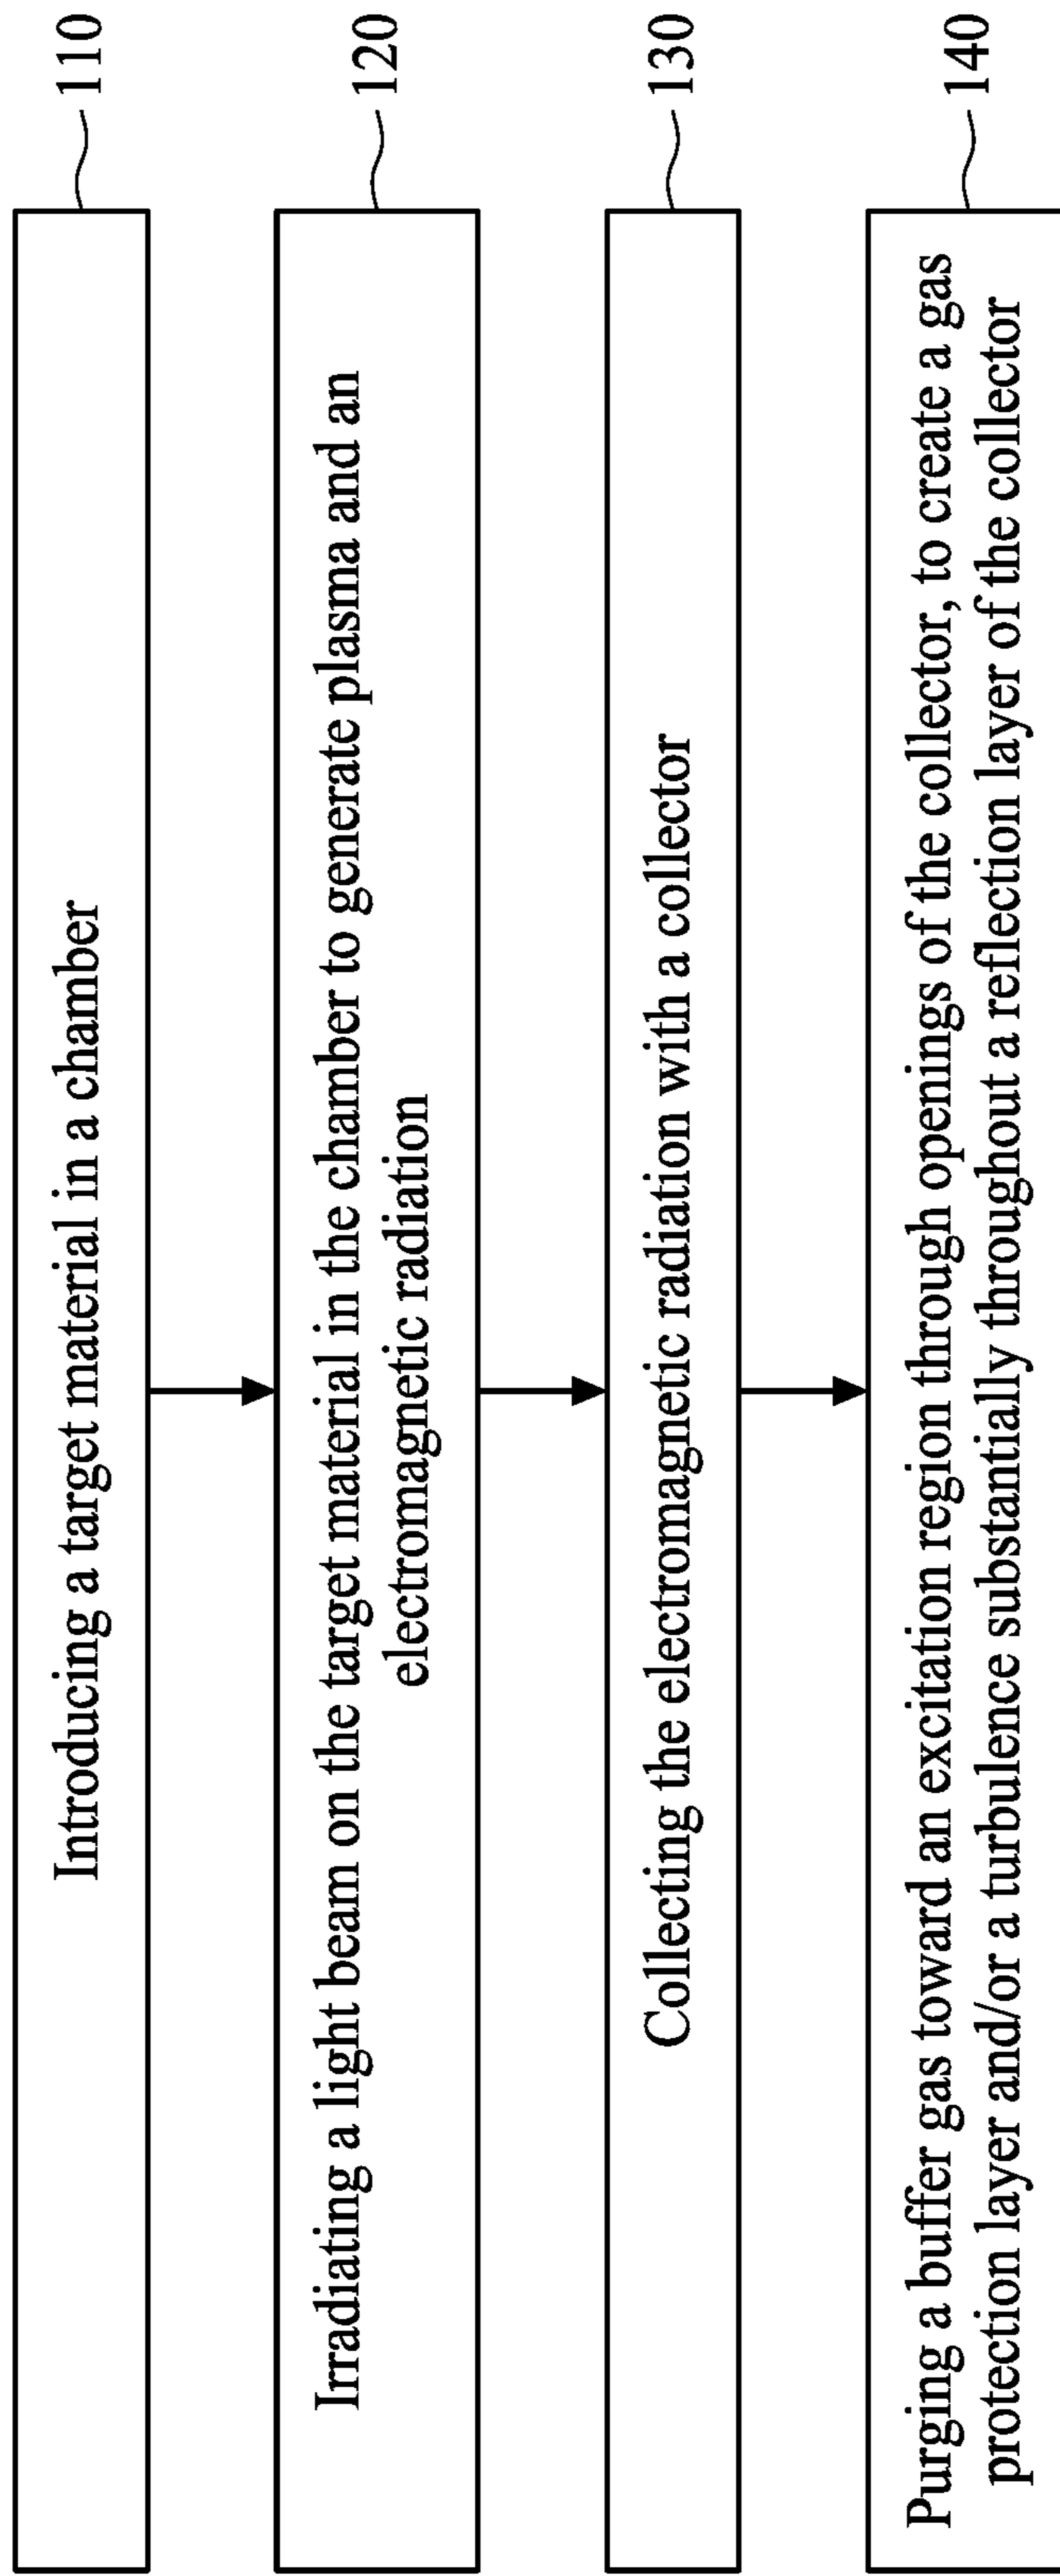 Introducing a target material in a chamber
110
Irradiating a light beam on the target material in the chamber to generate plasma and an
electromagnetic radiation
120
Collecting the electromagnetic radiation with a collector
130
Purging a buffer gas toward an excitation region through openings of the collector, to create a gas
protection layer and/or a turbulence substantially throughout a reflection layer of the collector
140